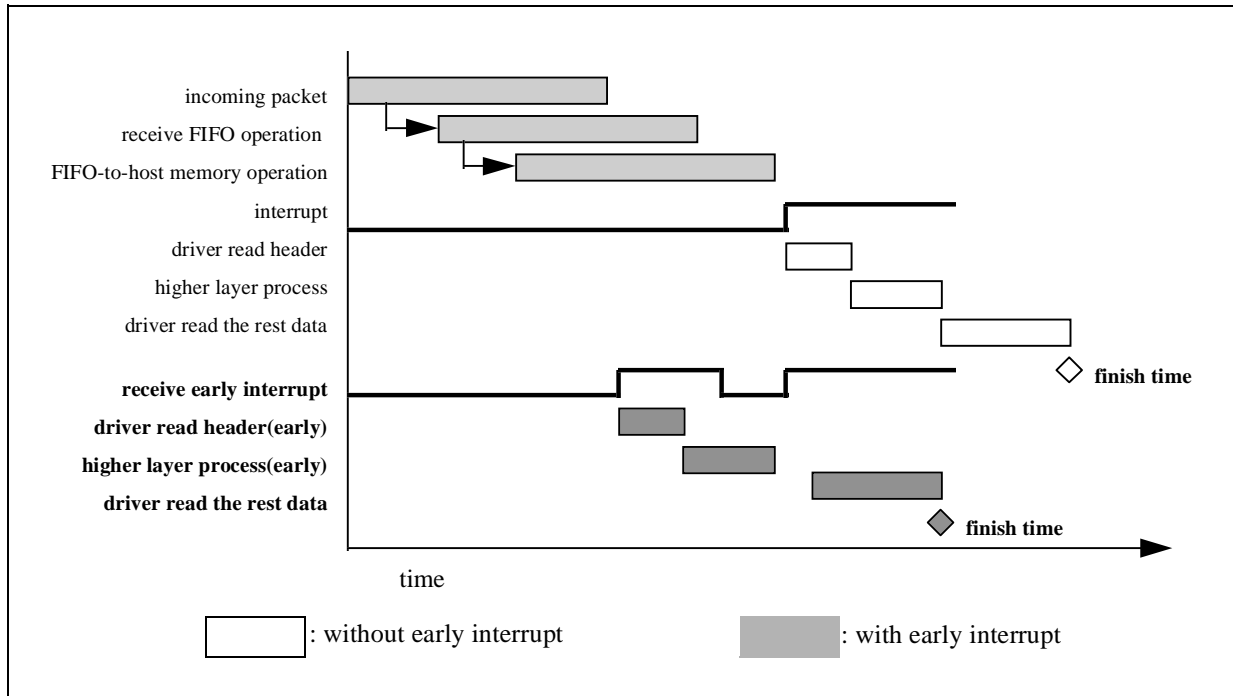 incoming packet
receive FIFO operation
FIFO-to-host memory operation
interrupt
driver read header
higher layer process
driver read the rest data
finish time
receive early interrupt
driver read header(early)
higher layer process(early)
driver read the rest data
finish time
time
: without early interrupt
: with early interrupt